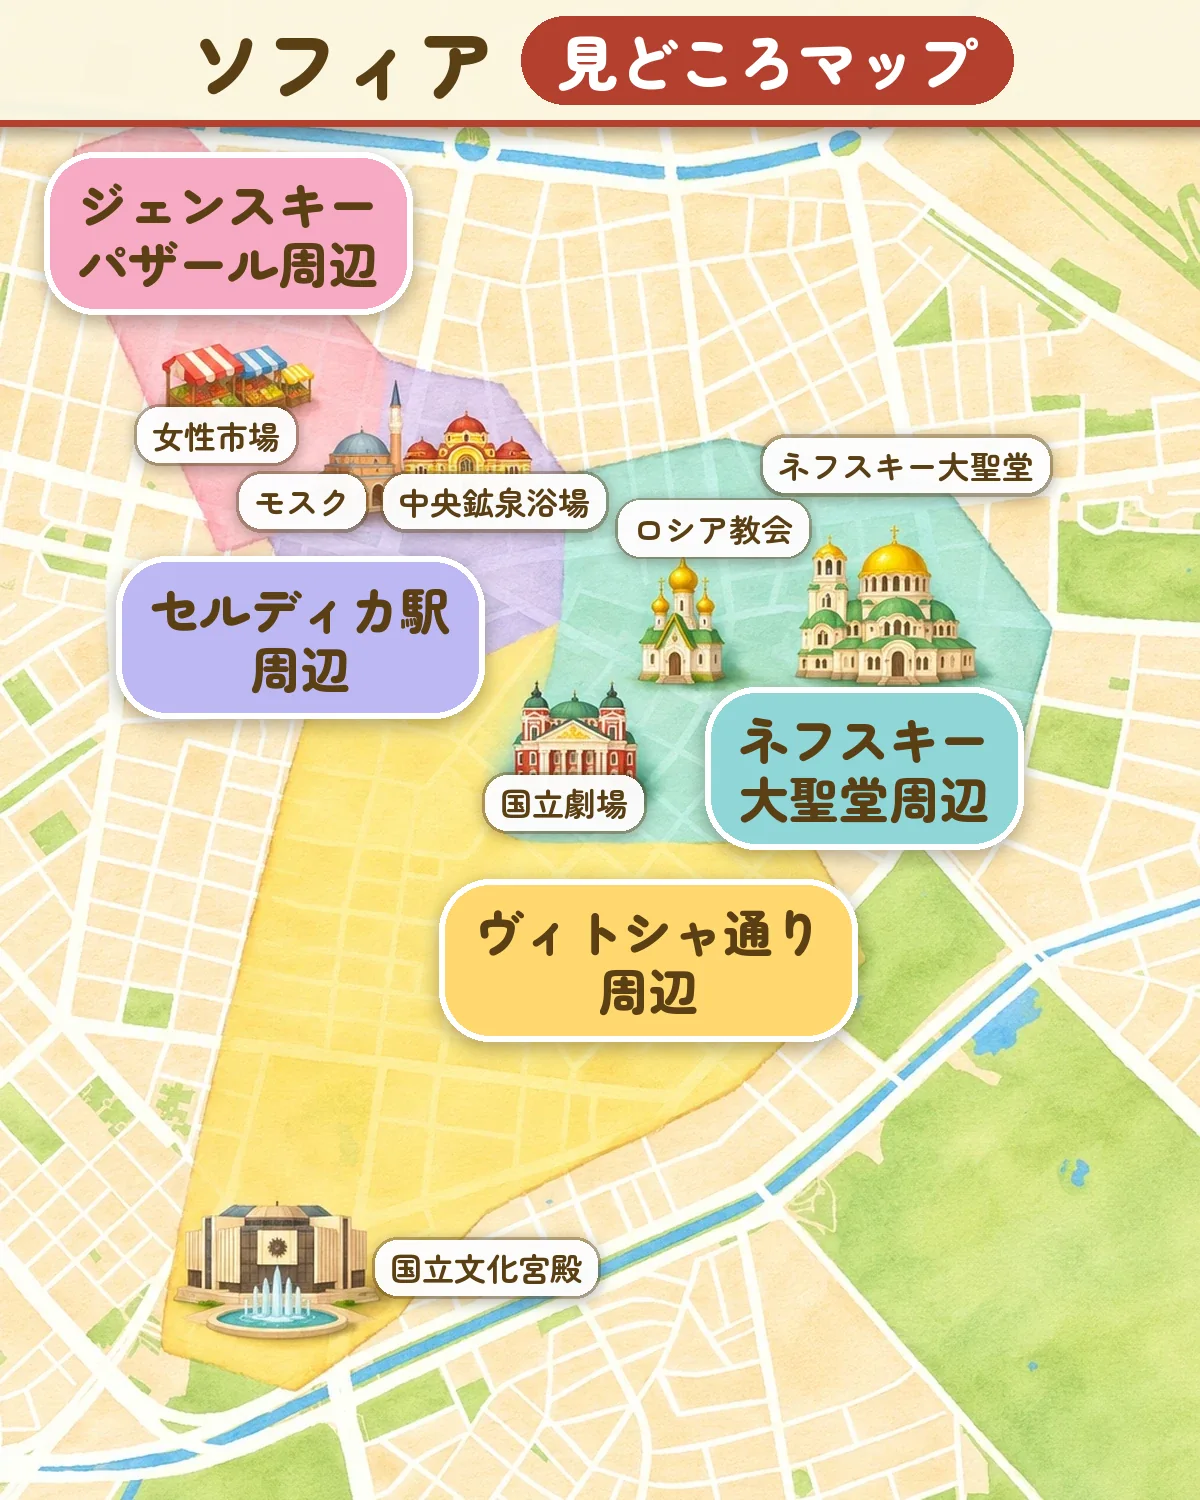 ソフィア 見どころマップ
ジェンスキー
パザール周辺
女性市場
モスク
中央鉱泉浴場
ネフスキー大聖堂
ロシア教会
セルディカ駅
周辺
国立劇場
ネフスキー
大聖堂周辺
ヴィトシャ通り
周辺
国立文化宮殿